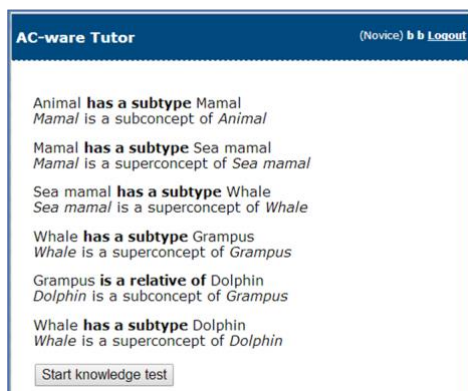 AC-ware Tutor
(Novice) b b Logout
Animal has a subtype Mamal
Mamal is a subconcept of Animal
Mamal has a subtype Sea mamal
Mamal is a superconcept of Sea mamal
Sea mamal has a subtype Whale
Sea mamal is a superconcept of Whale
Whale has a subtype Grampus
Whale is a superconcept of Grampus
Grampus is a relative of Dolphin
Dolphin is a subconcept of Grampus
Whale has a subtype Dolphin
Whale is a superconcept of Dolphin
Start knowledge test